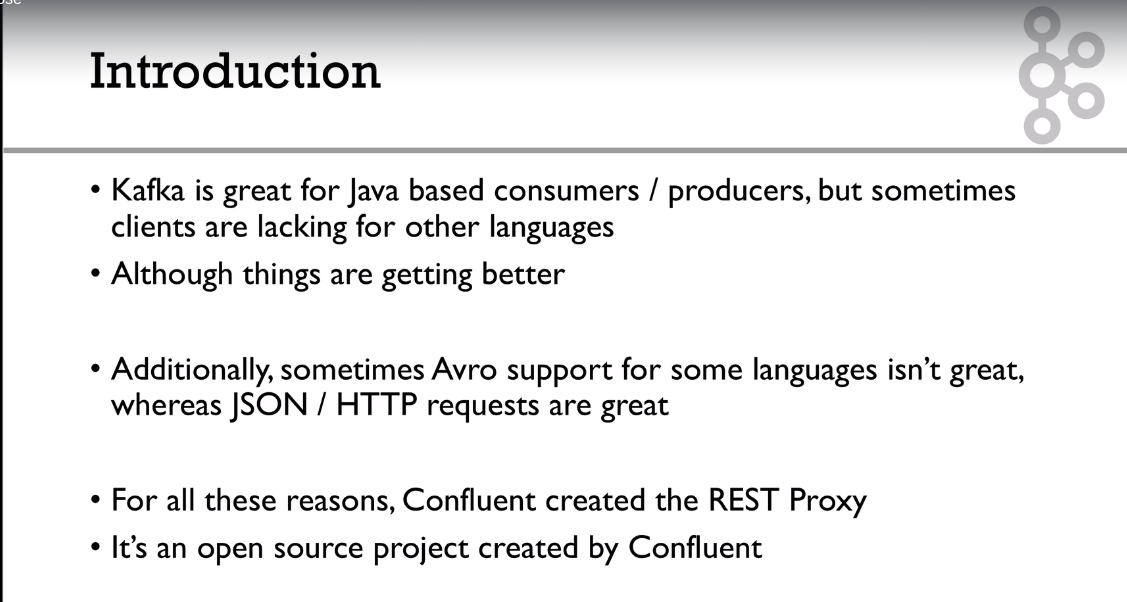 Introduction
• Kafka is great for Java based consumers / producers, but sometimes
clients are lacking for other languages
• Although things are getting better
• Additionally, sometimes Avro support for some languages isn’t great,
whereas JSON / HTTP requests are great
• For all these reasons, Confluent created the REST Proxy
• It’s an open source project created by Confluent